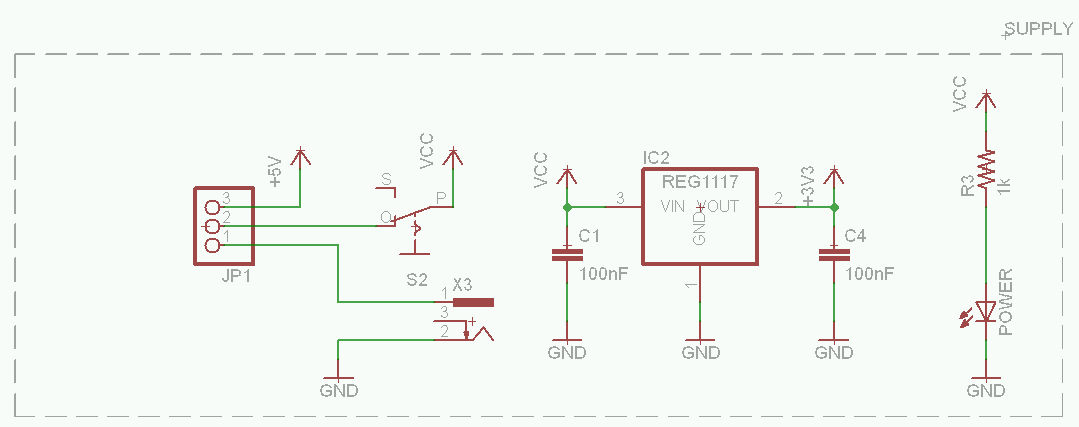 SUPPLY
+5V
3
2
1
JP1
S
O
P
S2
VCC
X3
1
3
2
GND
VCC
3
IC2
REG1117
VIN
VOUT
GND
1
2
+3V3
C1
100nF
GND
GND
C4
100nF
GND
VCC
R3
1k
POWER
GND